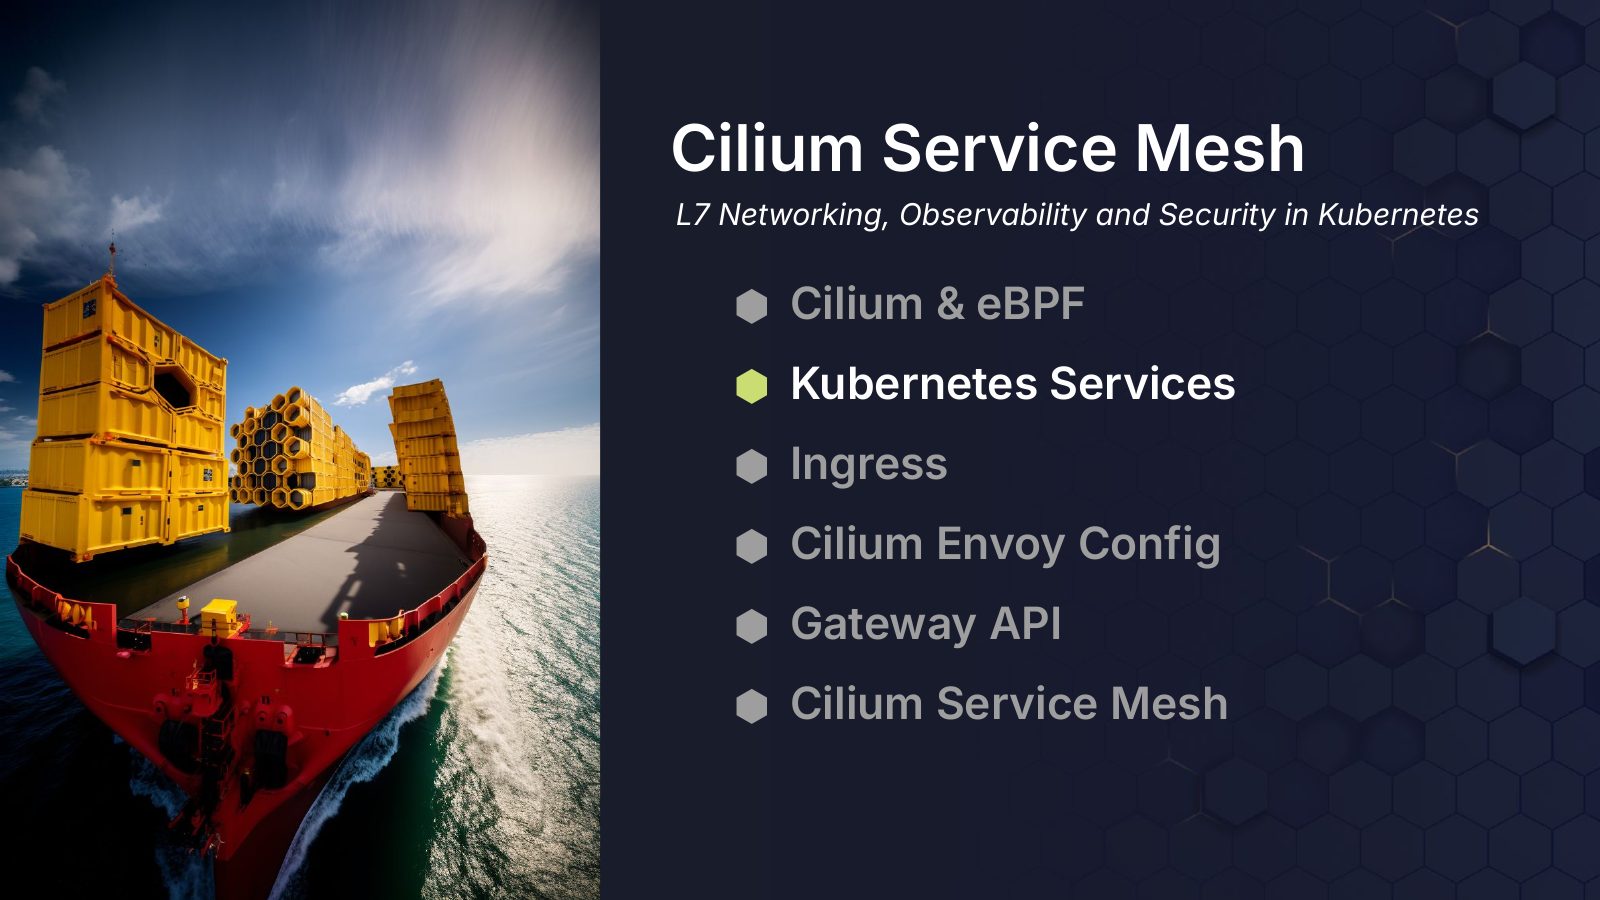 Cilium Service Mesh
L7 Networking, Observability and Security in Kubernetes
Cilium & eBPF
Kubernetes Services
Ingress
Cilium Envoy Config
Gateway API
Cilium Service Mesh